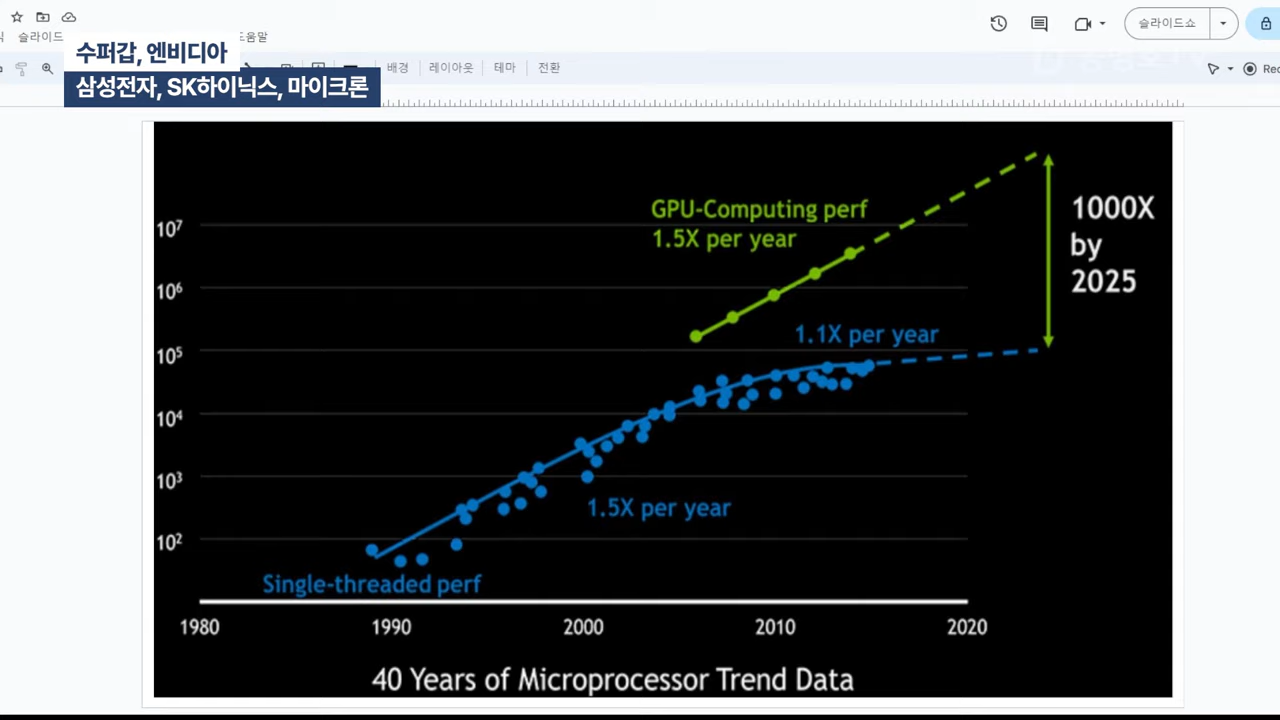 슬라이드
도움말
슬라이드쇼
수퍼갑, 엔비디아
삼성전자, SK하이닉스, 마이크론
배경
레이아웃
테마
전환
Rec
GPU-Computing perf
1.5X per year
1000X
by
2025
10⁷
10⁶
1.1X per year
10⁵
10⁴
10³
1.5X per year
10²
Single-threaded perf
1980
1990
2000
2010
2020
40 Years of Microprocessor Trend Data